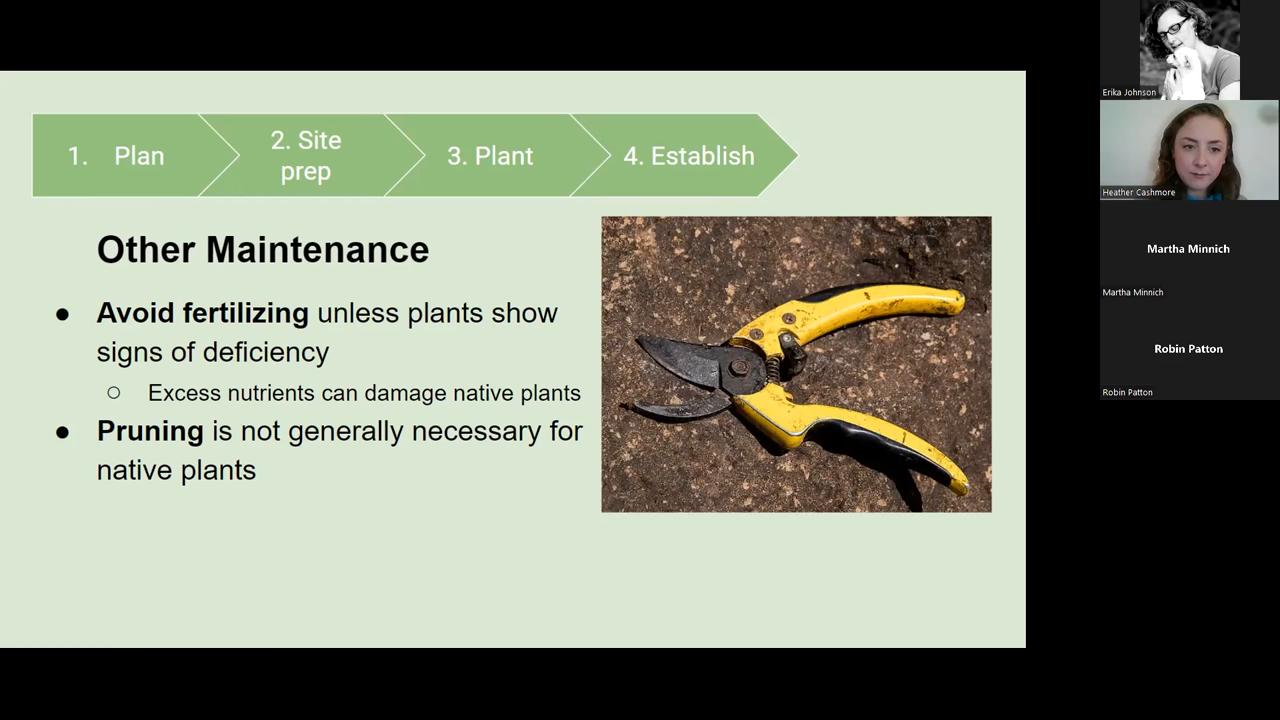 1. Plan
2. Site
prep
3. Plant
4. Establish
Other Maintenance
● Avoid fertilizing unless plants show
signs of deficiency
○ Excess nutrients can damage native plants
● Pruning is not generally necessary for
native plants
Erika Johnson
Heather Cashmore
Martha Minnich
Martha Minnich
Robin Patton
Robin Patton